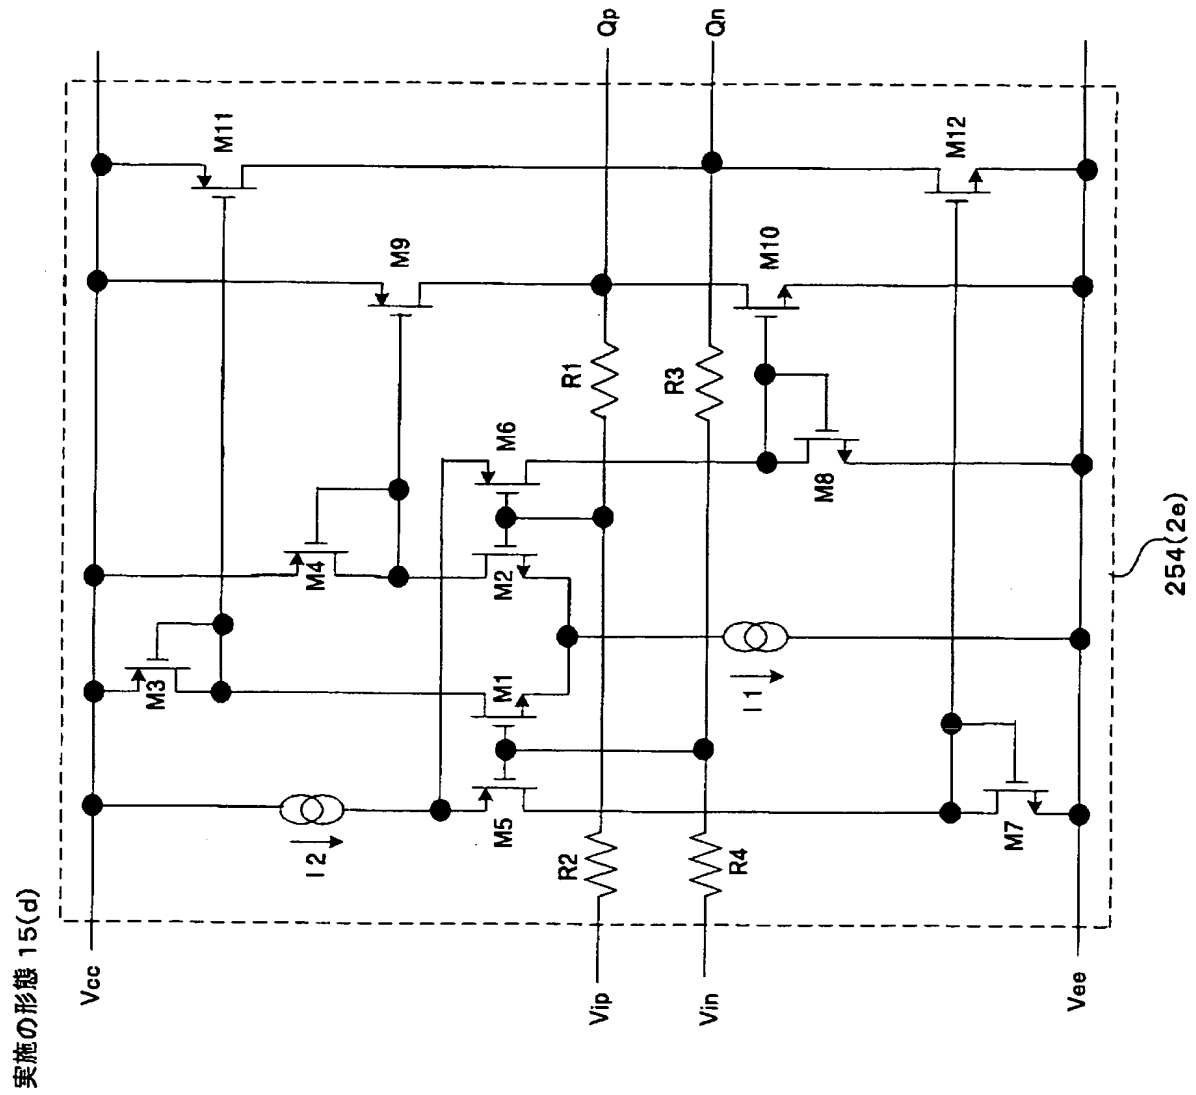 実施の形態 15(d)
Vcc
Vip
Vin
Vee
I2
M5
R2
R4
M7
M3
M1
I1
M4
M2
M6
M8
R1
R3
M9
M10
M11
M12
Qp
Qn
254(2e)